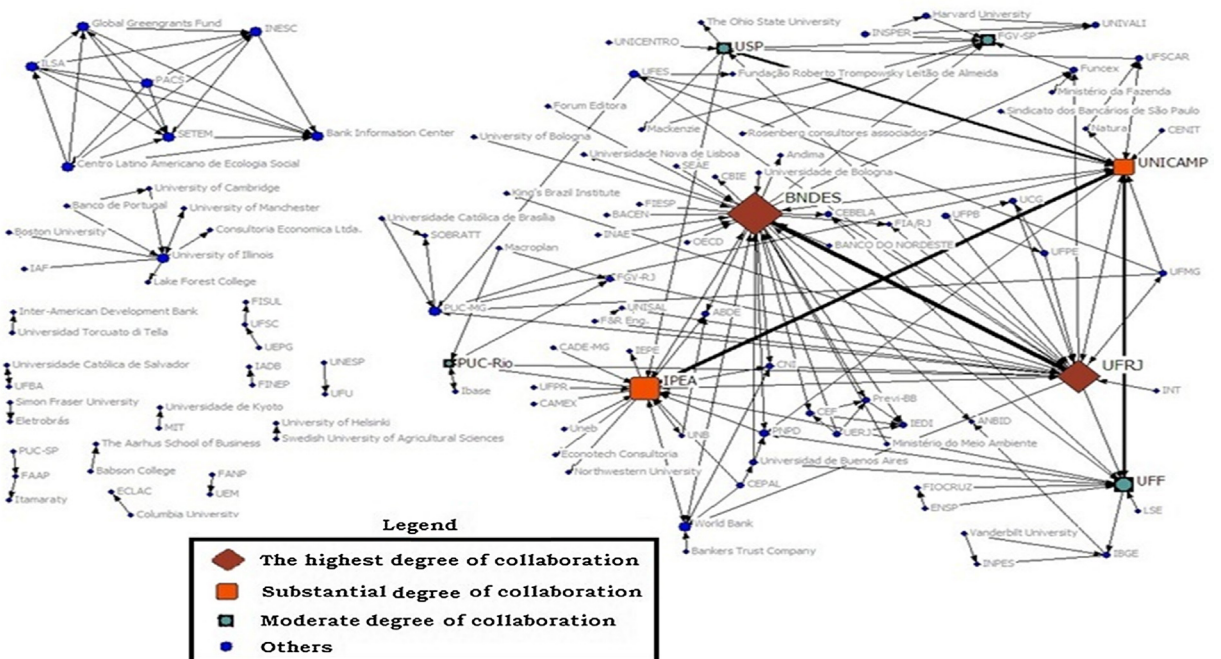 Global Greengrants Fund
INESC
ILSA
PACS
SETEM
Bank Information Center
Centro Latino Americano de Ecologia Social
University of Cambridge
Banco de Portugal
University of Manchester
Boston University
Consultoria Economica Ltda.
University of Illinois
IAF
Lake Forest College
Inter-American Development Bank
Universidad Torcuato di Tella
FISUL
UFSC
UEPG
Universidade Católica de Salvador
UFBA
IADB
FINEP
UNESP
UFU
Simon Fraser University
Eletrobrás
Universidade de Kyoto
MIT
University of Helsinki
Swedish University of Agricultural Sciences
PUC-SP
FAAP
Itamaraty
The Aarhus School of Business
Babson College
FANP
UEM
ECLAC
Columbia University
The Ohio State University
UNICENTRO
USP
Harvard University
INSPER
FGV-SP
UNIVALI
UFSCAR
UFES
Fundação Roberto Trompowsky Leitão de Almeida
Funcex
Ministério da Fazenda
Forum Editora
Sindicato dos Bancários de São Paulo
Mackenzie
Rosenberg consultores associados
Natura
CENIT
University of Bologna
Universidade Nova de Lisboa
Andima
SEAE
CBIE
Universidade de Bologna
UNICAMP
King's Brazil Institute
BNDES
FIESP
BACEN
CEBELA
FIA/RJ
UFPB
UCG
INAE
OECD
BANCO DO NORDESTE
UFPE
UFMG
Universidade Católica de Brasília
SOBRATT
Macroplan
FGV-RJ
PUC-MG
UNISAL
ABDE
F&R Eng.
CADE-MG
IEPE
PUC-Rio
Ibase
CNI
UFRJ
IPEA
UFPR
CAMEX
INT
Previ-BB
CEF
IEDI
ANBID
Uneb
UNB
PNPD
UERJ
Ministério do Meio Ambiente
Econotech Consultoria
Northwestern University
Universidad de Buenos Aires
CEPAL
UFF
FIOCRUZ
ENSP
LSE
World Bank
Bankers Trust Company
Vanderbilt University
INPES
IBGE
Legend
The highest degree of collaboration
Substantial degree of collaboration
Moderate degree of collaboration
Others